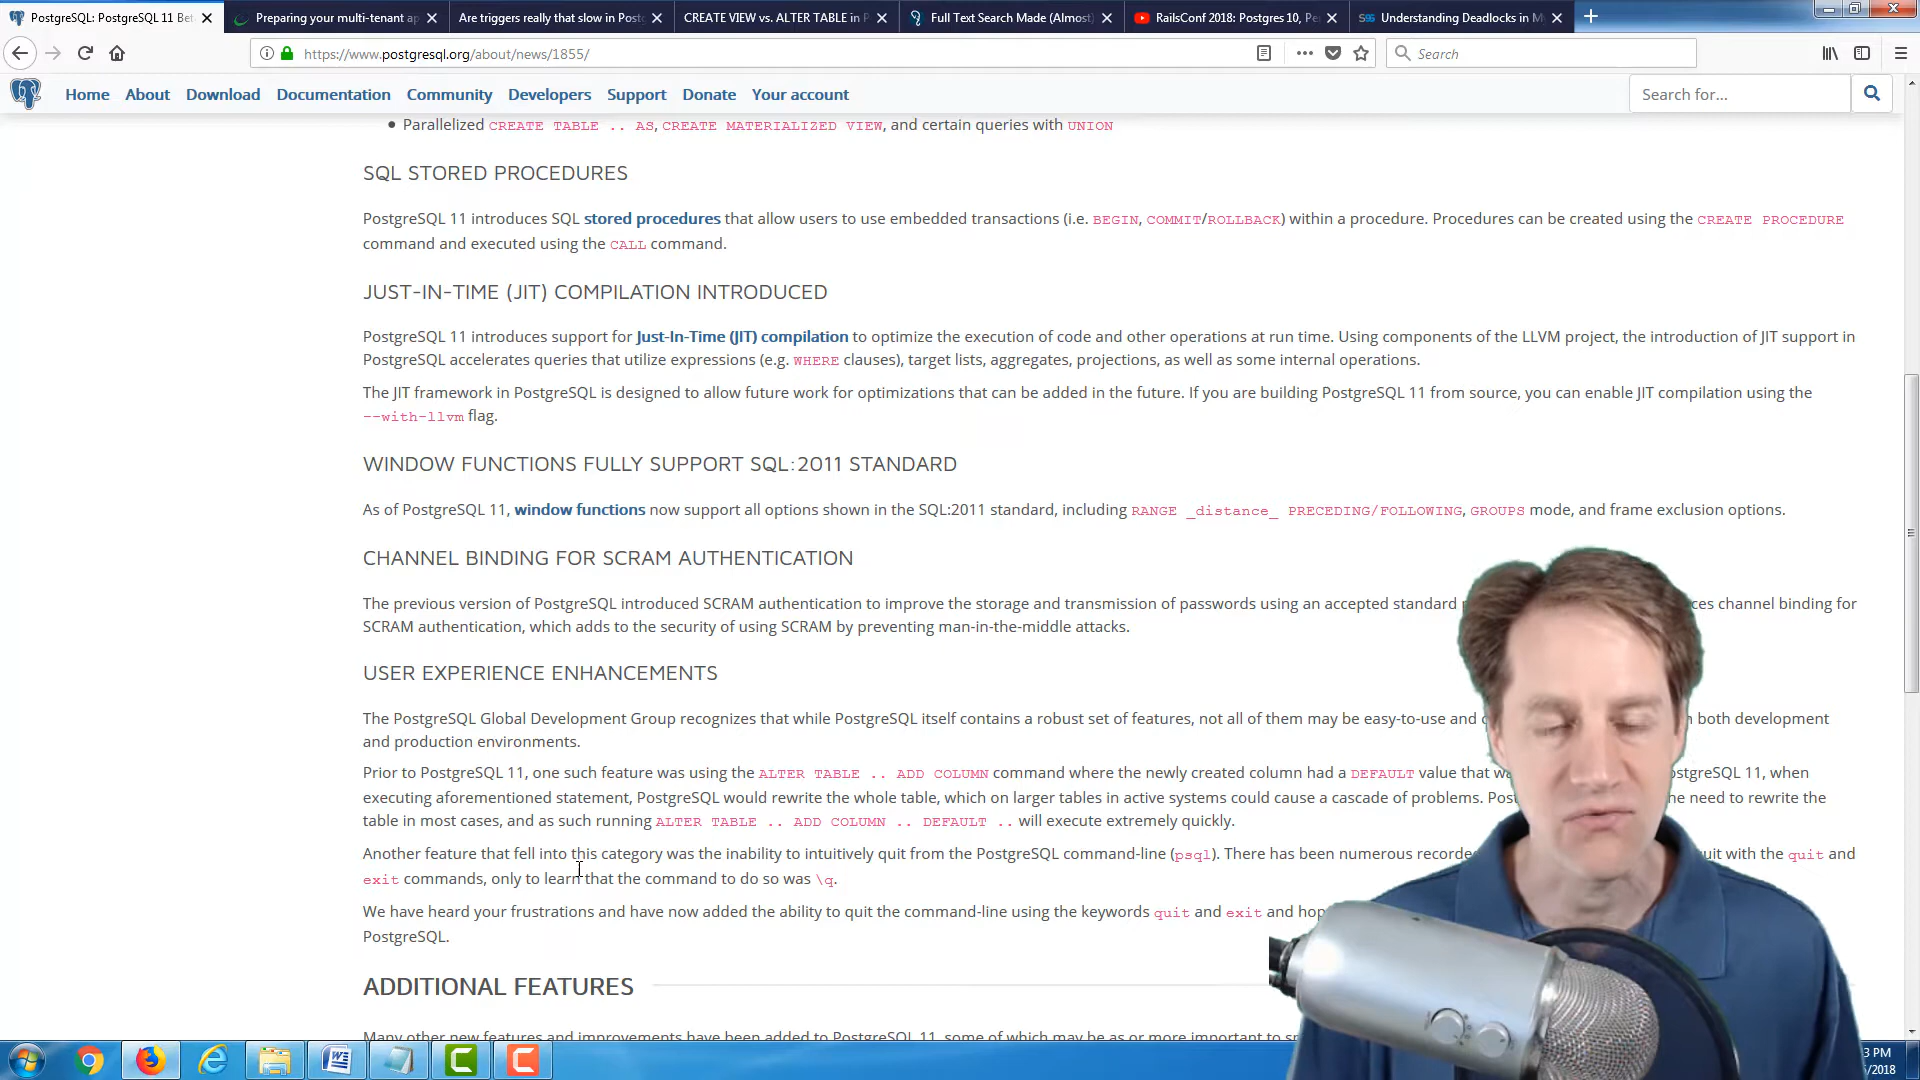 PostgreSQL: PostgreSQL 11 Bet
Preparing your multi-tenant ap
Are triggers really that slow in Postg
CREATE VIEW vs. ALTER TABLE in P
Full Text Search Made (Almost)
RailsConf 2018: Postgres 10, Pe
Understanding Deadlocks in My
https://www.postgresql.org/about/news/1855/
Search
Home About Download Documentation Community Developers Support Donate Your account
Search for...
Parallelized CREATE TABLE .. AS, CREATE MATERIALIZED VIEW, and certain queries with UNION
SQL STORED PROCEDURES
PostgreSQL 11 introduces SQL stored procedures that allow users to use embedded transactions (i.e. BEGIN, COMMIT/ROLLBACK) within a procedure. Procedures can be created using the CREATE PROCEDURE
command and executed using the CALL command.
JUST-IN-TIME (JIT) COMPILATION INTRODUCED
PostgreSQL 11 introduces support for Just-In-Time (JIT) compilation to optimize the execution of code and other operations at run time. Using components of the LLVM project, the introduction of JIT support in
PostgreSQL accelerates queries that utilize expressions (e.g. WHERE clauses), target lists, aggregates, projections, as well as some internal operations.
The JIT framework in PostgreSQL is designed to allow future work for optimizations that can be added in the future. If you are building PostgreSQL 11 from source, you can enable JIT compilation using the
--with-llvm flag.
WINDOW FUNCTIONS FULLY SUPPORT SQL:2011 STANDARD
As of PostgreSQL 11, window functions now support all options shown in the SQL:2011 standard, including RANGE _distance_ PRECEDING/FOLLOWING, GROUPS mode, and frame exclusion options.
CHANNEL BINDING FOR SCRAM AUTHENTICATION
The previous version of PostgreSQL introduced SCRAM authentication to improve the storage and transmission of passwords using an accepted standard ces channel binding for
SCRAM authentication, which adds to the security of using SCRAM by preventing man-in-the-middle attacks.
USER EXPERIENCE ENHANCEMENTS
The PostgreSQL Global Development Group recognizes that while PostgreSQL itself contains a robust set of features, not all of them may be easy-to-use and both development
and production environments.
Prior to PostgreSQL 11, one such feature was using the ALTER TABLE .. ADD COLUMN command where the newly created column had a DEFAULT value that ostgreSQL 11, when
executing aforementioned statement, PostgreSQL would rewrite the whole table, which on larger tables in active systems could cause a cascade of problems. Post he need to rewrite the
table in most cases, and as such running ALTER TABLE .. ADD COLUMN .. DEFAULT .. will execute extremely quickly.
Another feature that fell into this category was the inability to intuitively quit from the PostgreSQL command-line (psql). There has been numerous recorde uit with the quit and
exit commands, only to learn that the command to do so was \q.
We have heard your frustrations and have now added the ability to quit the command-line using the keywords quit and exit and hop
PostgreSQL.
ADDITIONAL FEATURES
Many other new features and improvements have been added to PostgreSQL 11, some of which may be as or more important to
3 PM
/2018